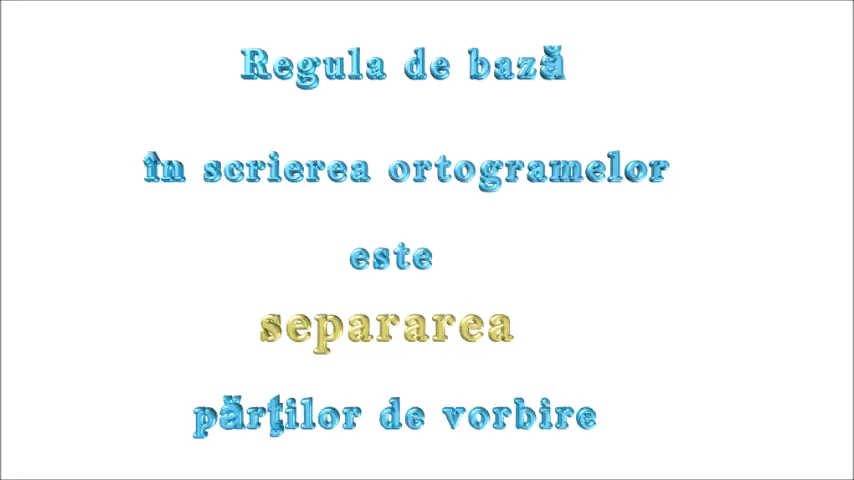 Regula de bază
în scrierea ortogramelor
este
separarea
părţilor de vorbire